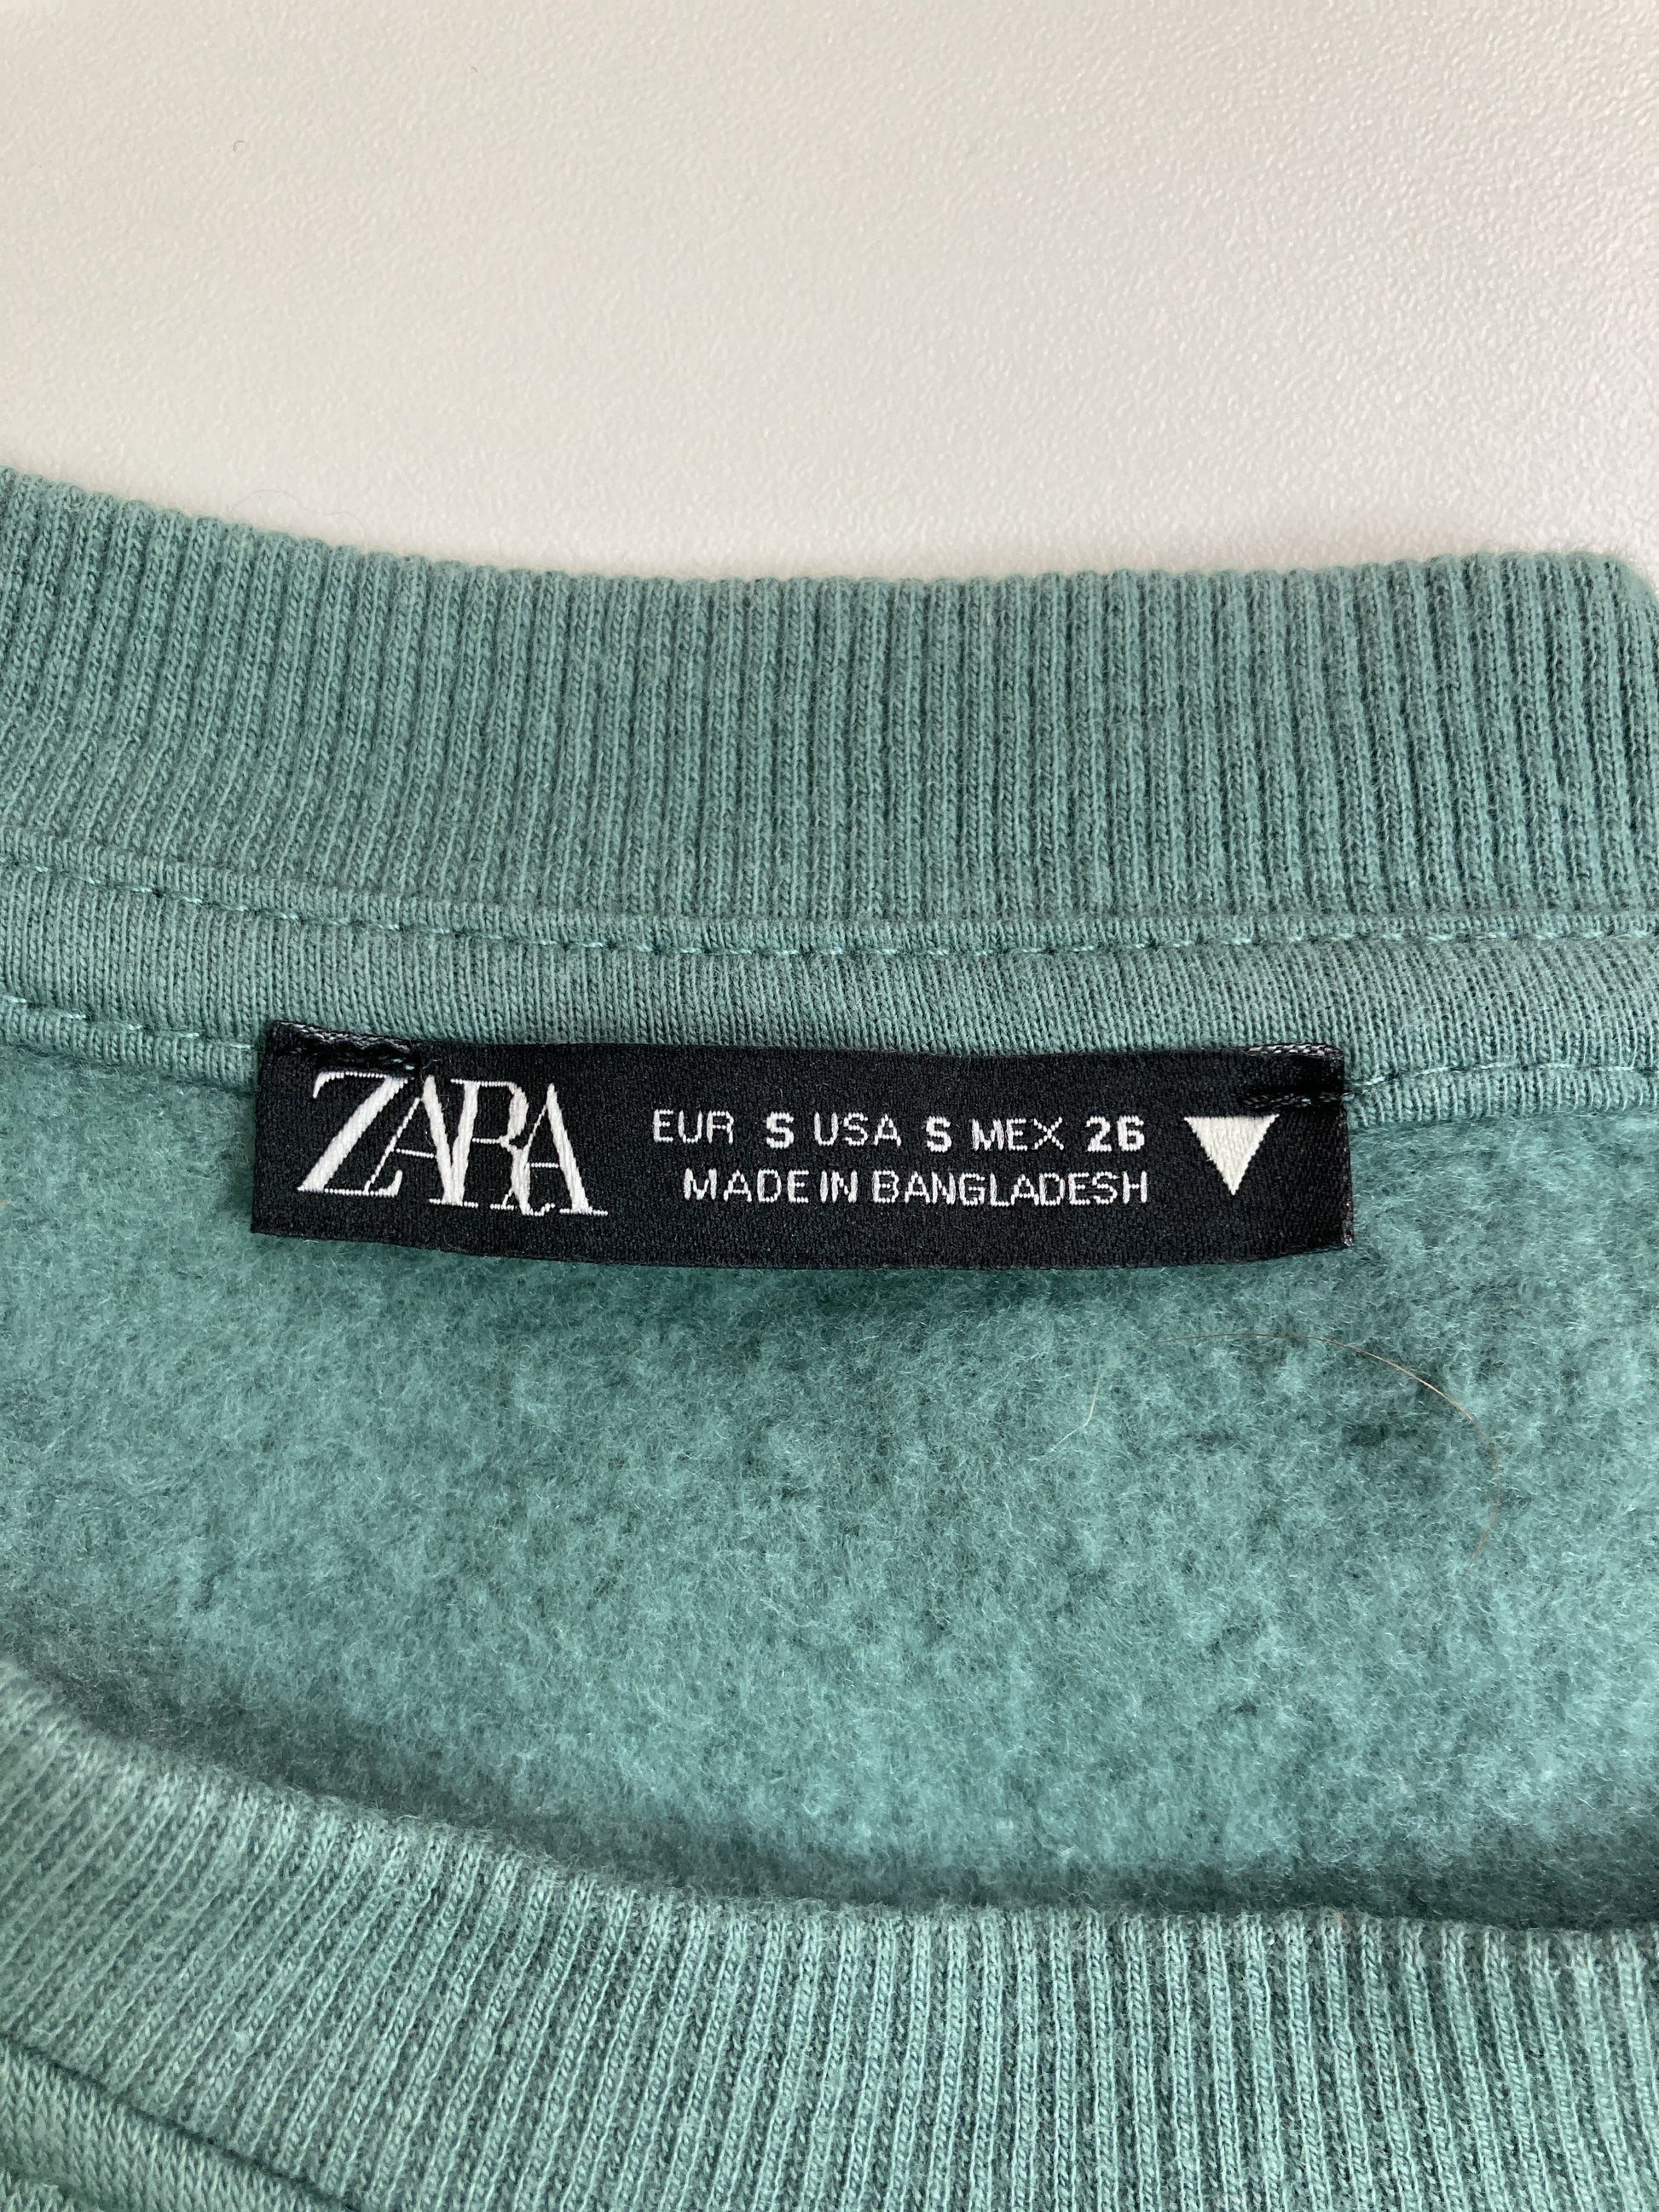 ZARA
EUR S USA S MEX 26
MADE IN BANGLADESH